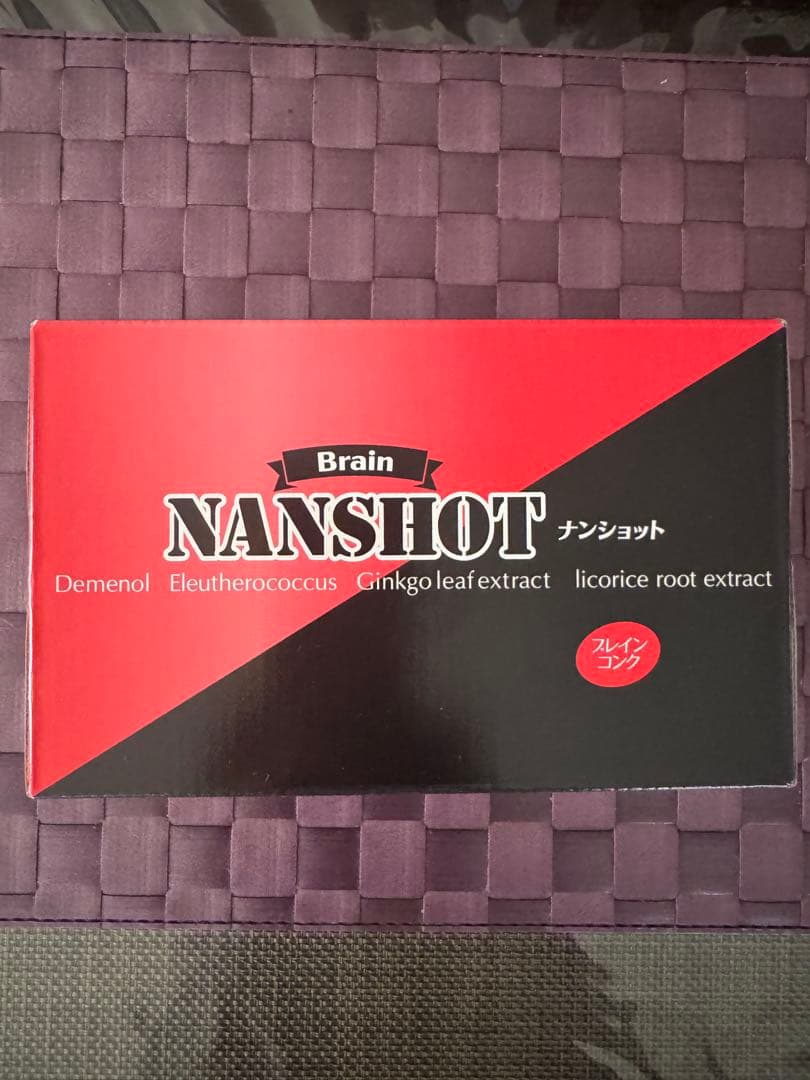 Brain
NANSHOT ナンショット
Demenol Eleutherococcus Ginkgo leaf extract licorice root extract
ブレイン
コンク